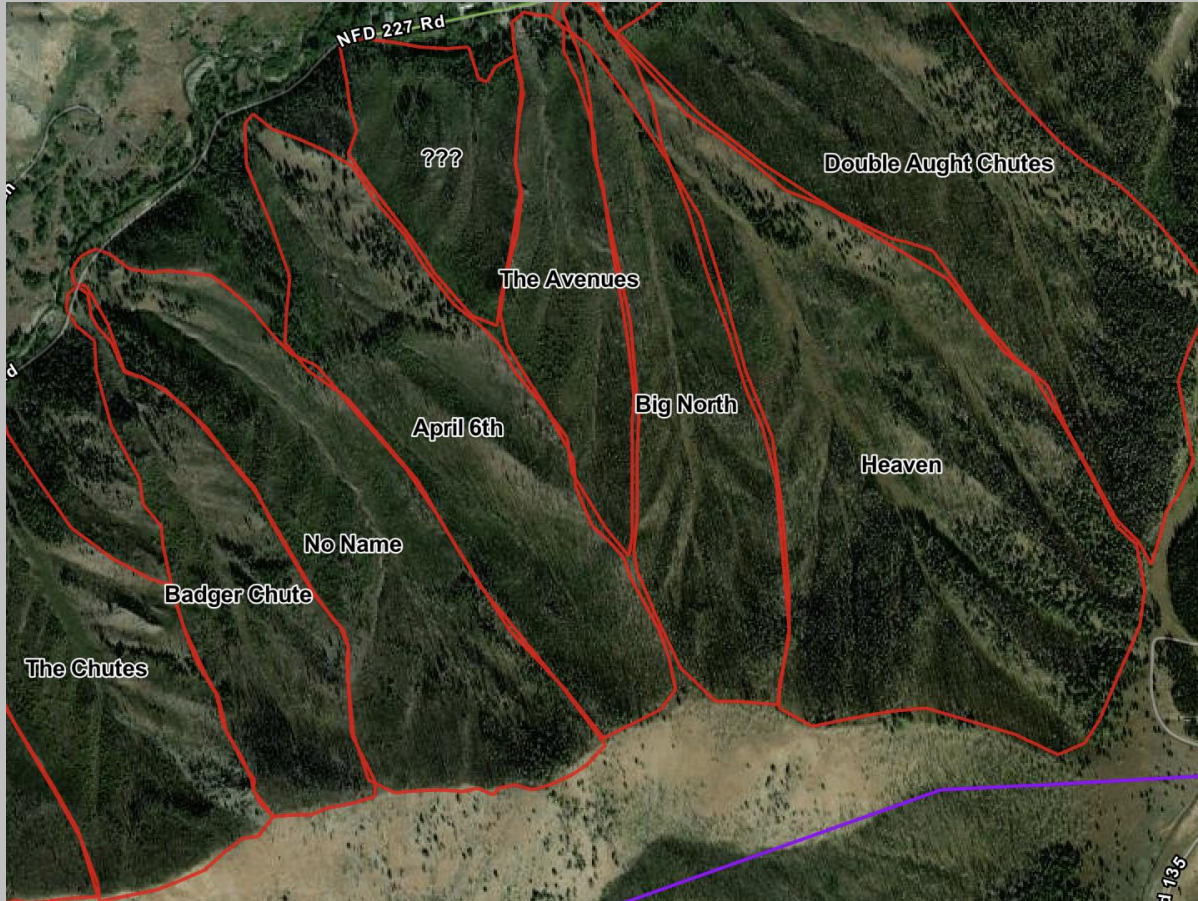 NFD 227 Rd
???
Double Aught Chutes
The Avenues
Big North
April 6th
Heaven
No Name
Badger Chute
The Chutes